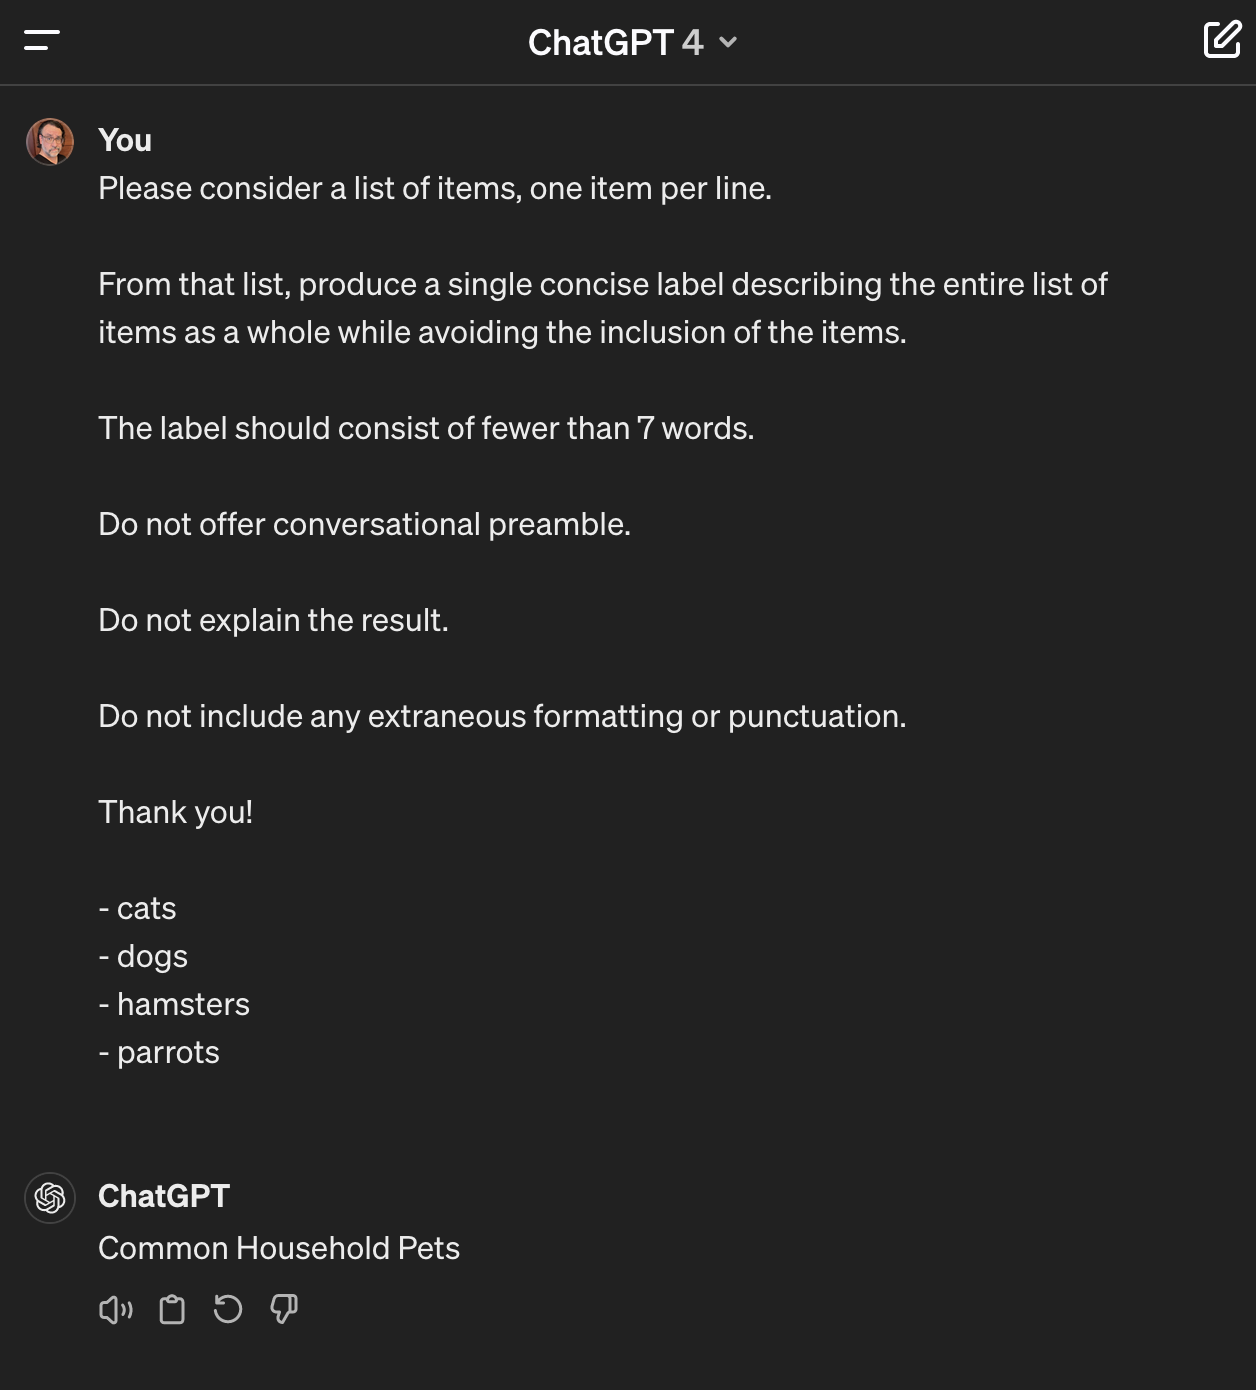 ChatGPT 4
You
Please consider a list of items, one item per line.
From that list, produce a single concise label describing the entire list of
items as a whole while avoiding the inclusion of the items.
The label should consist of fewer than 7 words.
Do not offer conversational preamble.
Do not explain the result.
Do not include any extraneous formatting or punctuation.
Thank you!
- cats
- dogs
- hamsters
- parrots
ChatGPT
Common Household Pets